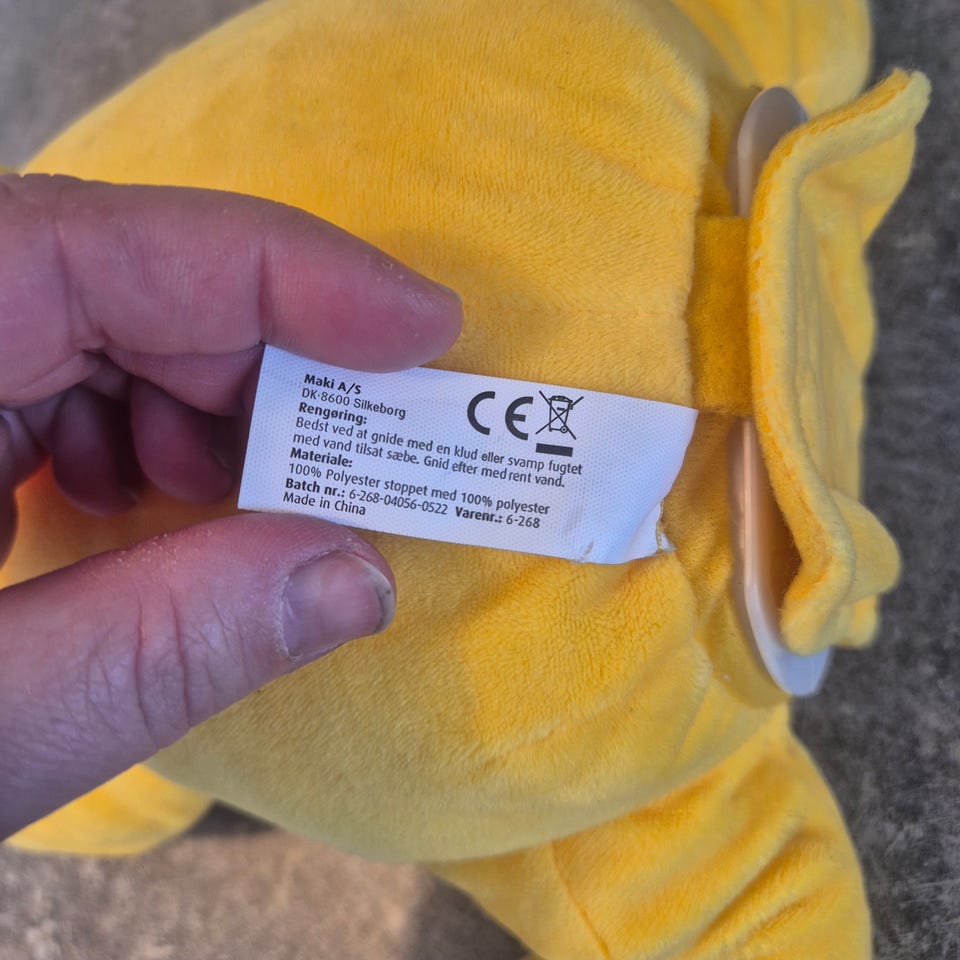 Maki A/S
DK-8600 Silkeborg
CE
Rengøring:
Bedst ved at gnide med en klud eller svamp fugtet
med vand tilsat sæbe. Gnid efter med rent vand.
Materiale:
100% Polyester stoppet med 100% polyester
Batch nr.: 6-268-04056-0522 Varenr.: 6-268
Made in China